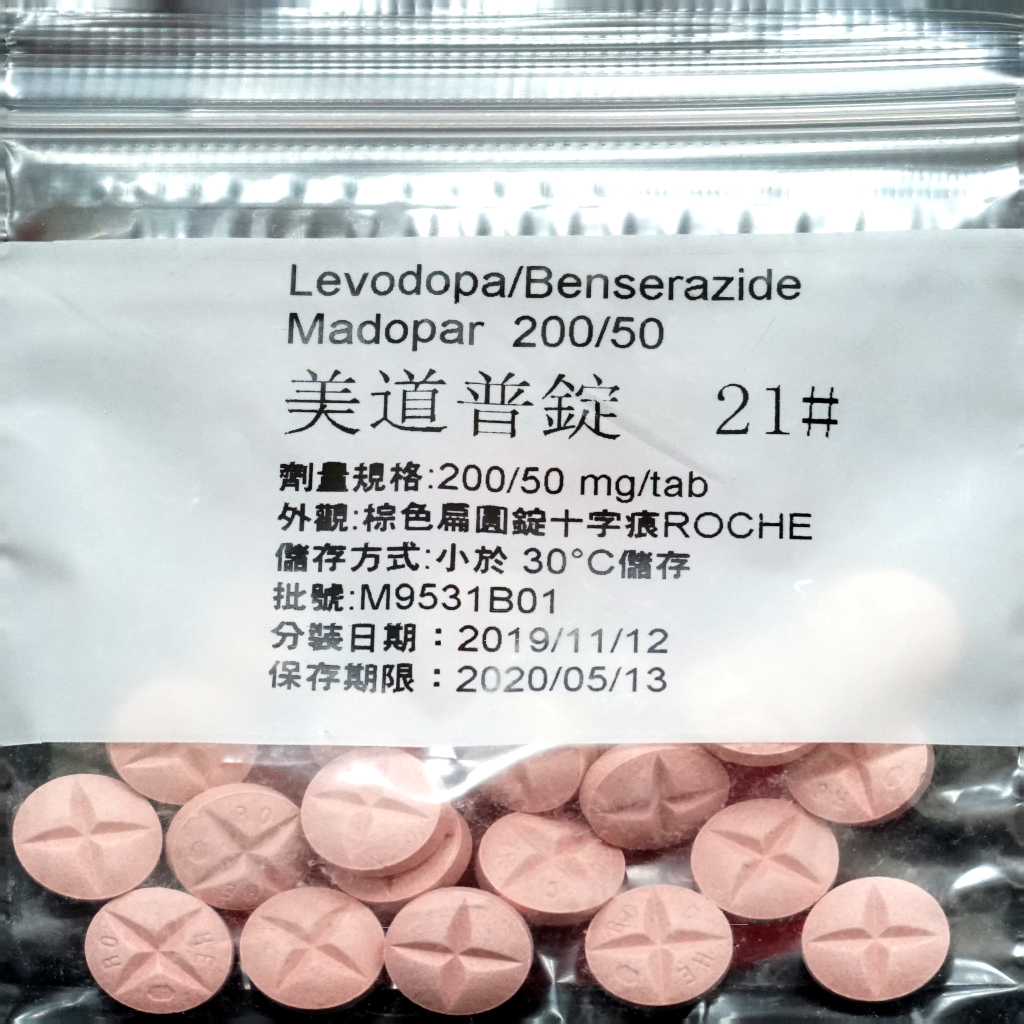 Levodopa/Benserazide
Madopar 200/50
美道普錠 21#
劑量規格:200/50 mg/tab
外觀:棕色扁圓錠十字痕ROCHE
儲存方式:小於 30°C儲存
批號:M9531B01
分裝日期：2019/11/12
保存期限：2020/05/13